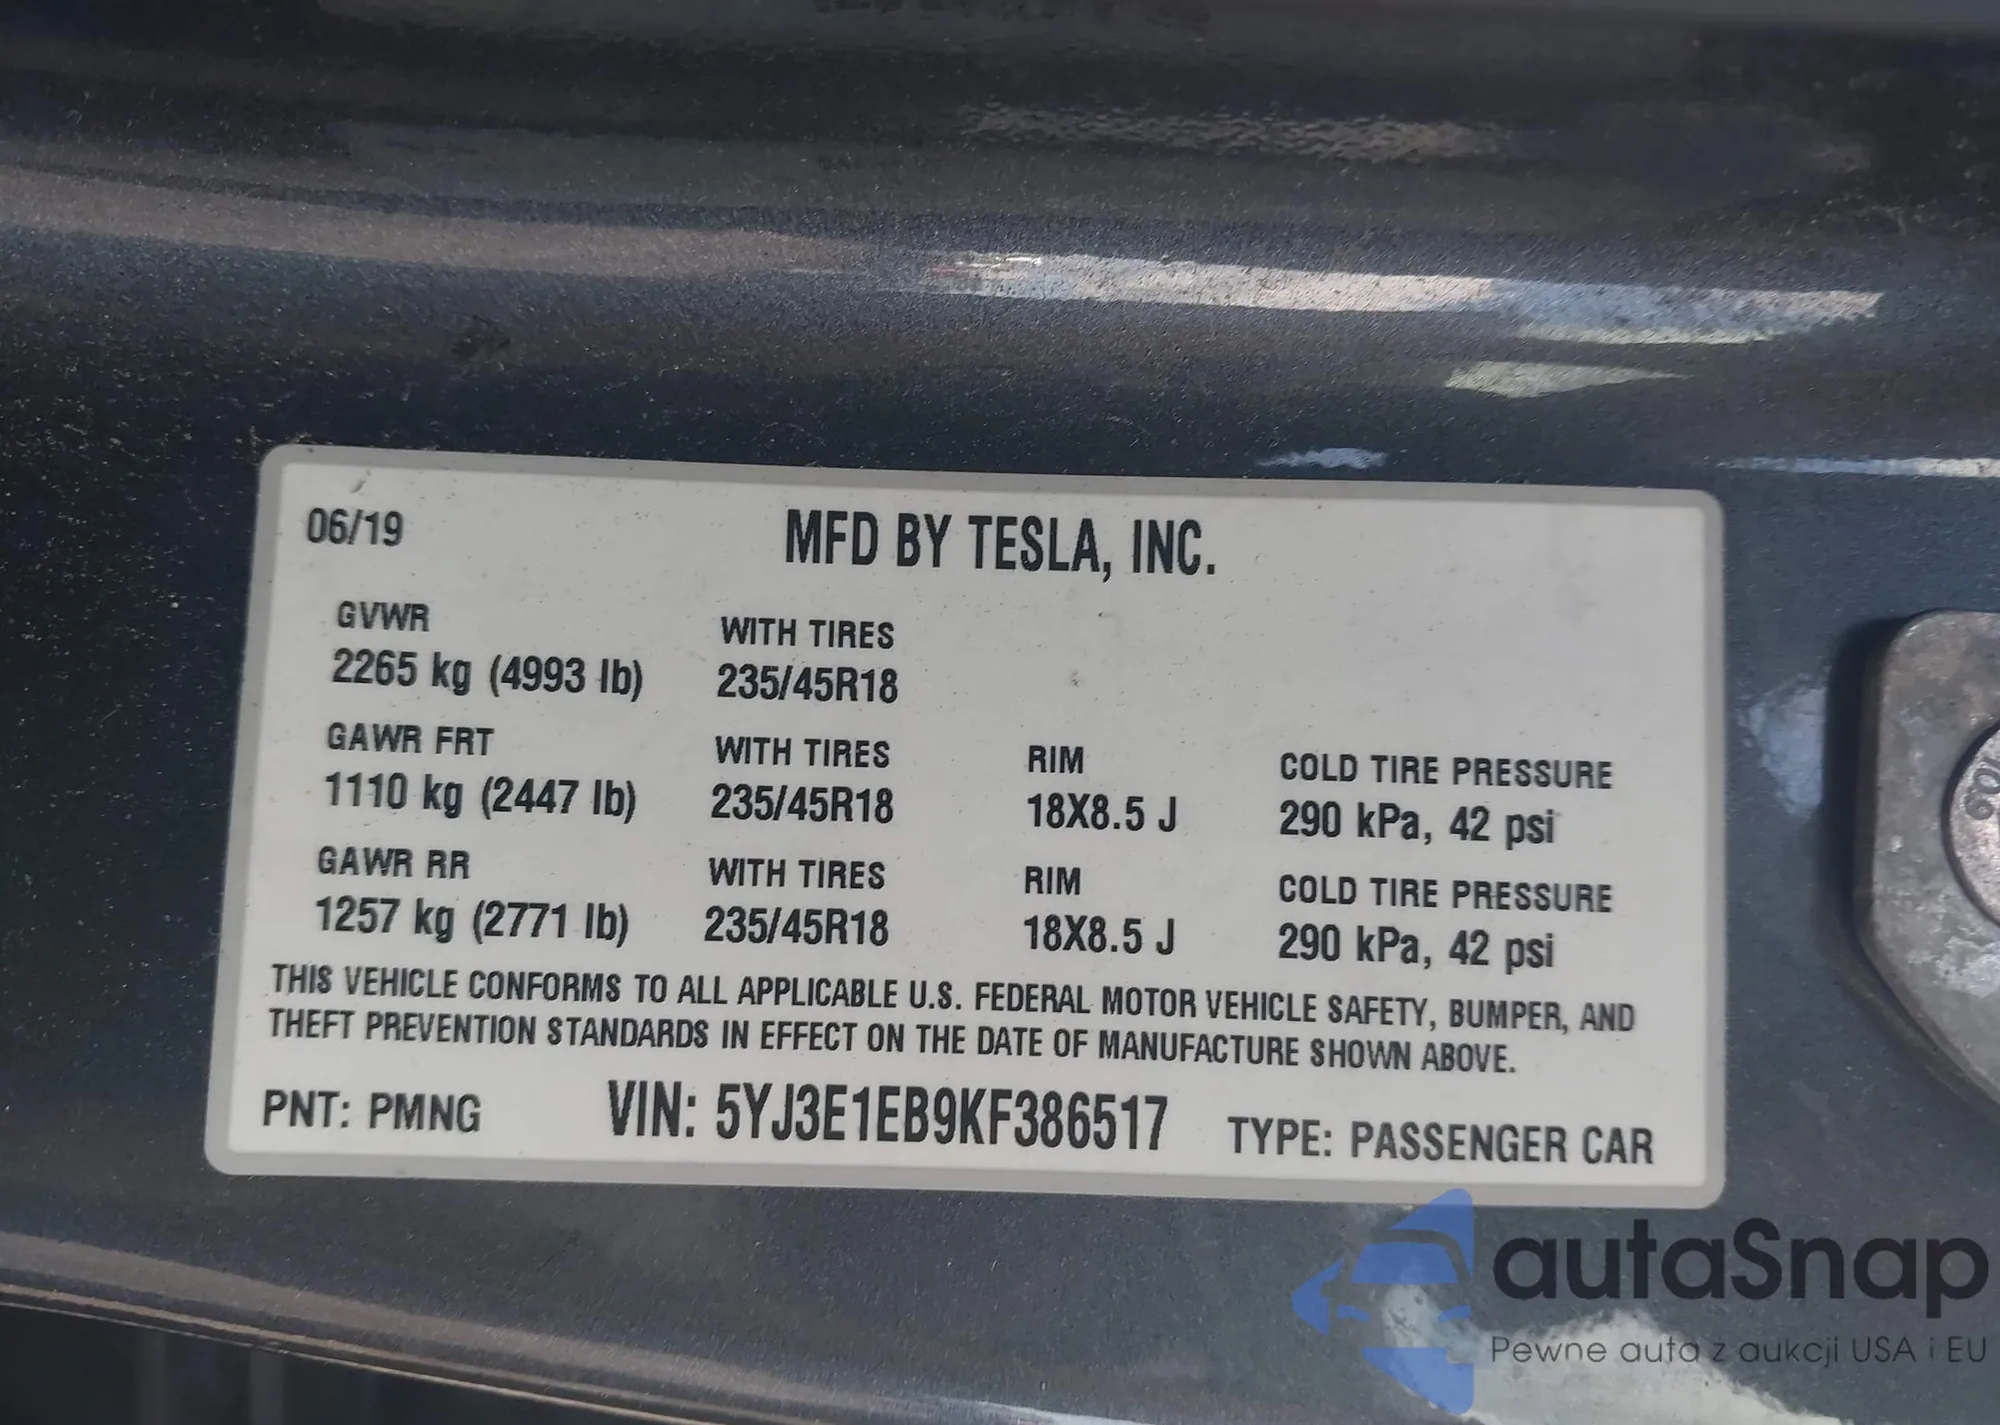 06/19 MFD BY TESLA, INC.
GVWR WITH TIRES
2265 kg (4993 lb) 235/45R18
GAWR FRT WITH TIRES RIM COLD TIRE PRESSURE
1110 kg (2447 lb) 235/45R18 18X8.5 J 290 kPa, 42 psi
GAWR RR WITH TIRES RIM COLD TIRE PRESSURE
1257 kg (2771 lb) 235/45R18 18X8.5 J 290 kPa, 42 psi
THIS VEHICLE CONFORMS TO ALL APPLICABLE U.S. FEDERAL MOTOR VEHICLE SAFETY, BUMPER, AND
THEFT PREVENTION STANDARDS IN EFFECT ON THE DATE OF MANUFACTURE SHOWN ABOVE.
PNT: PMNG VIN: 5YJ3E1EB9KF386517 TYPE: PASSENGER CAR
autaSnap
Pewne auta z aukcji USA i EU